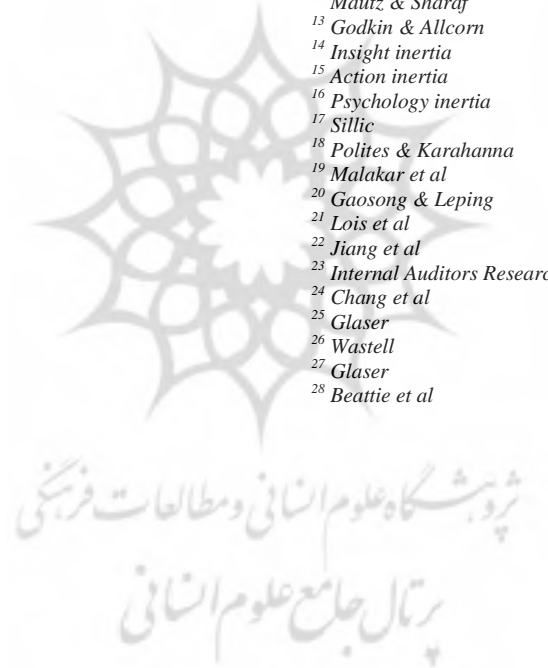 Mautz & Sharaf
13 Godkin & Allcorn
14 Insight inertia
15 Action inertia
16 Psychology inertia
17 Sillic
18 Polites & Karahanna
19 Malakar et al
20 Gaosong & Leping
21 Lois et al
22 Jiang et al
23 Internal Auditors Researc
24 Chang et al
25 Glaser
26 Wastell
27 Glaser
28 Beattie et al
پژوهشگاه علوم انسانی و مطالعات فرهنگی
پرتال جامع علوم انسانی